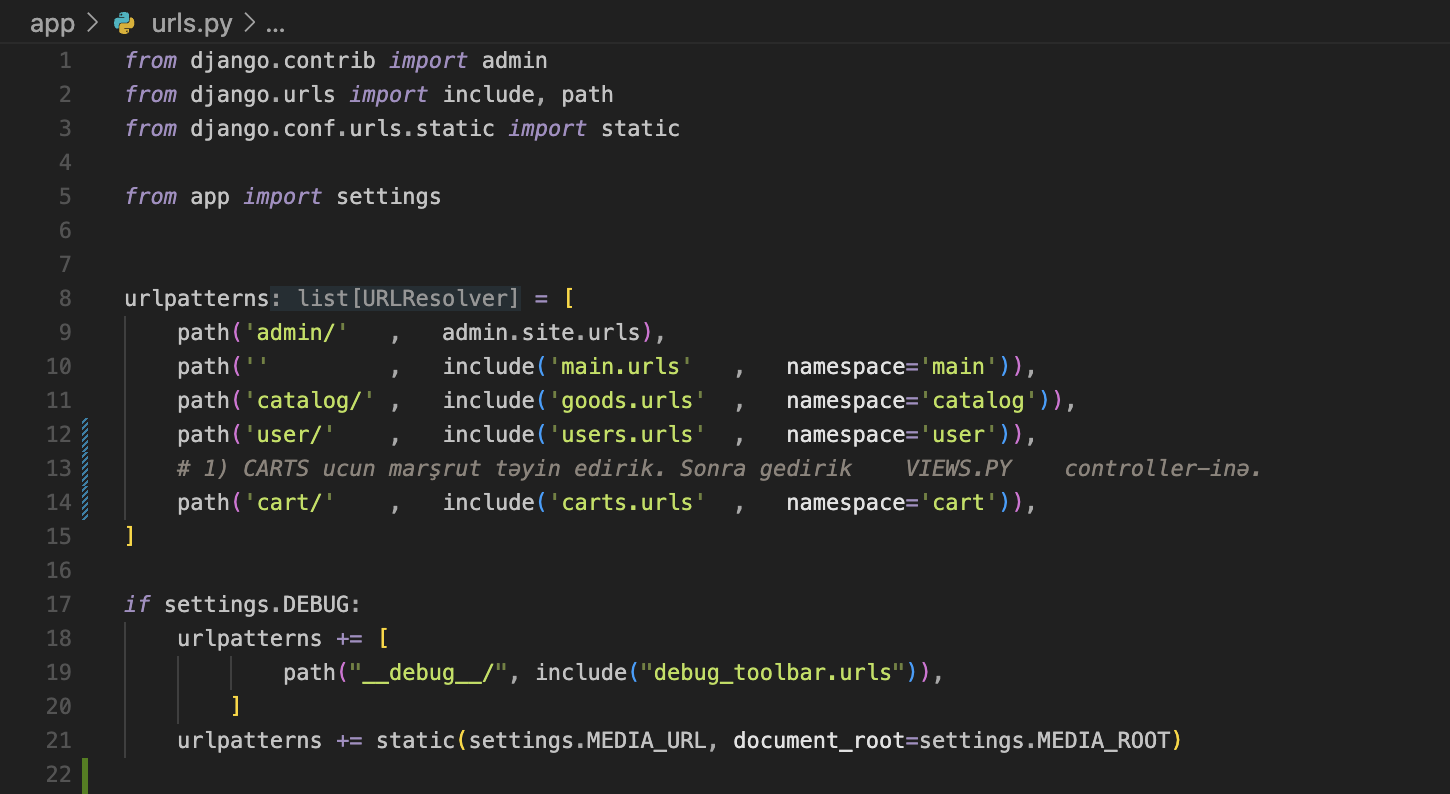 app > urls.py > ...
1 from django.contrib import admin
2 from django.urls import include, path
3 from django.conf.urls.static import static
4
5 from app import settings
6
7
8 urlpatterns: list[URLResolver] = [
9     path('admin/'   ,   admin.site.urls),
10     path(''         ,   include('main.urls'   ,   namespace='main')),
11     path('catalog/' ,   include('goods.urls'  ,   namespace='catalog')),
12     path('user/'    ,   include('users.urls'  ,   namespace='user')),
13     # 1) CARTS ucun marşrut təyin edirik. Sonra gedirik    VIEWS.PY    controller-inə.
14     path('cart/'    ,   include('carts.urls'  ,   namespace='cart')),
15 ]
16
17 if settings.DEBUG:
18     urlpatterns += [
19             path("__debug__/", include("debug_toolbar.urls")),
20         ]
21     urlpatterns += static(settings.MEDIA_URL, document_root=settings.MEDIA_ROOT)
22